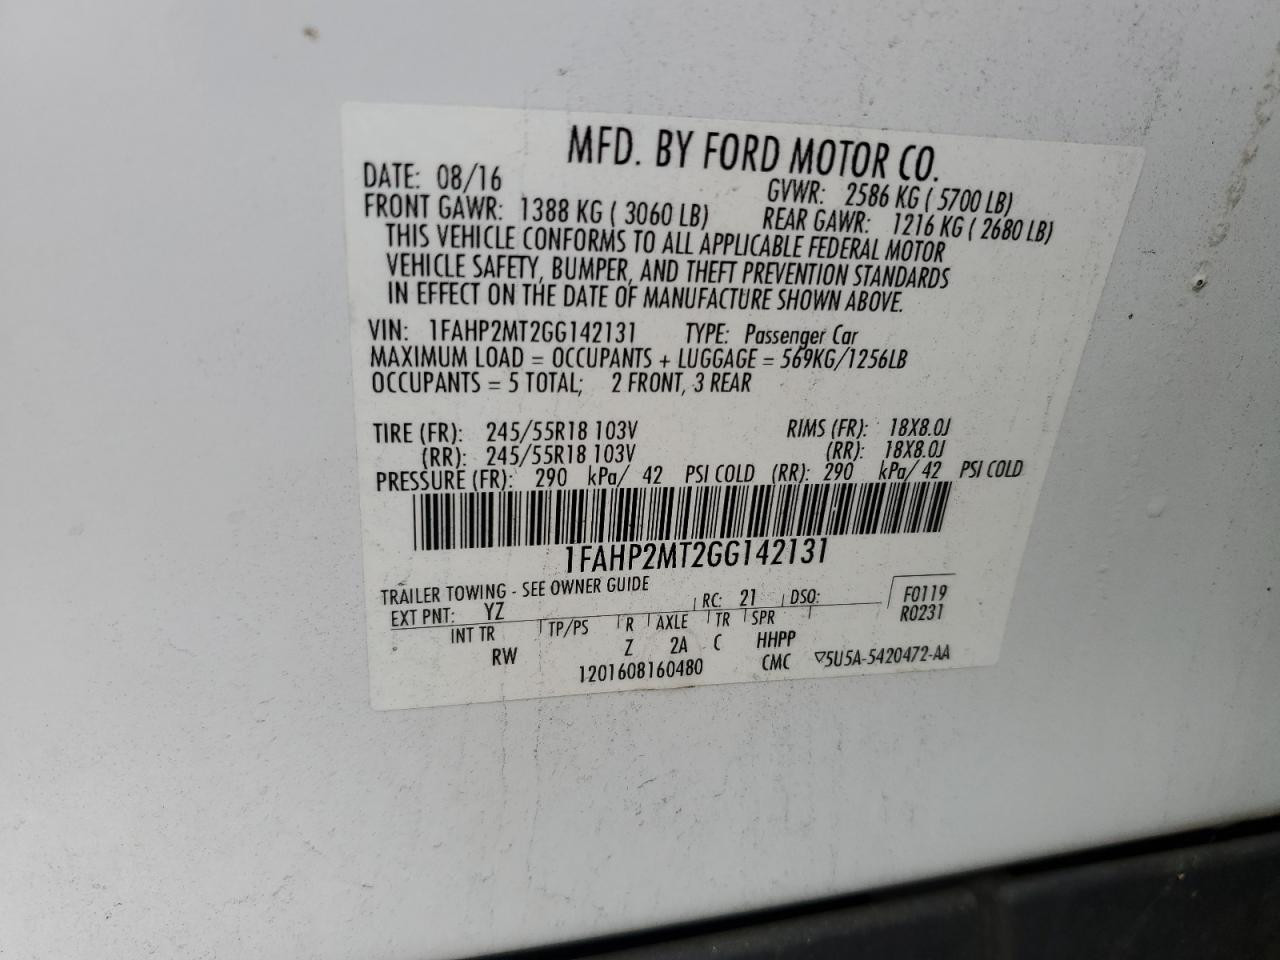 MFD. BY FORD MOTOR CO.
DATE: 08/16 GVWR: 2586 KG ( 5700 LB)
FRONT GAWR: 1388 KG ( 3060 LB) REAR GAWR: 1216 KG ( 2680 LB)
THIS VEHICLE CONFORMS TO ALL APPLICABLE FEDERAL MOTOR
VEHICLE SAFETY, BUMPER, AND THEFT PREVENTION STANDARDS
IN EFFECT ON THE DATE OF MANUFACTURE SHOWN ABOVE.
VIN: 1FAHP2MT2GG142131 TYPE: Passenger Car
MAXIMUM LOAD = OCCUPANTS + LUGGAGE = 569KG/1256LB
OCCUPANTS = 5 TOTAL; 2 FRONT, 3 REAR
TIRE (FR): 245/55R18 103V RIMS (FR): 18X8.0J
(RR): 245/55R18 103V (RR): 18X8.0J
PRESSURE (FR): 290 kPa/ 42 PSI COLD (RR): 290 kPa/ 42 PSI COLD
1FAHP2MT2GG142131
TRAILER TOWING - SEE OWNER GUIDE
EXT PNT: YZ RC: 21 DSO: F0119
R0231
INT TR TP/PS R AXLE TR SPR
RW Z 2A C HHPP
1201608160480 CMC ▽5U5A-5420472-AA